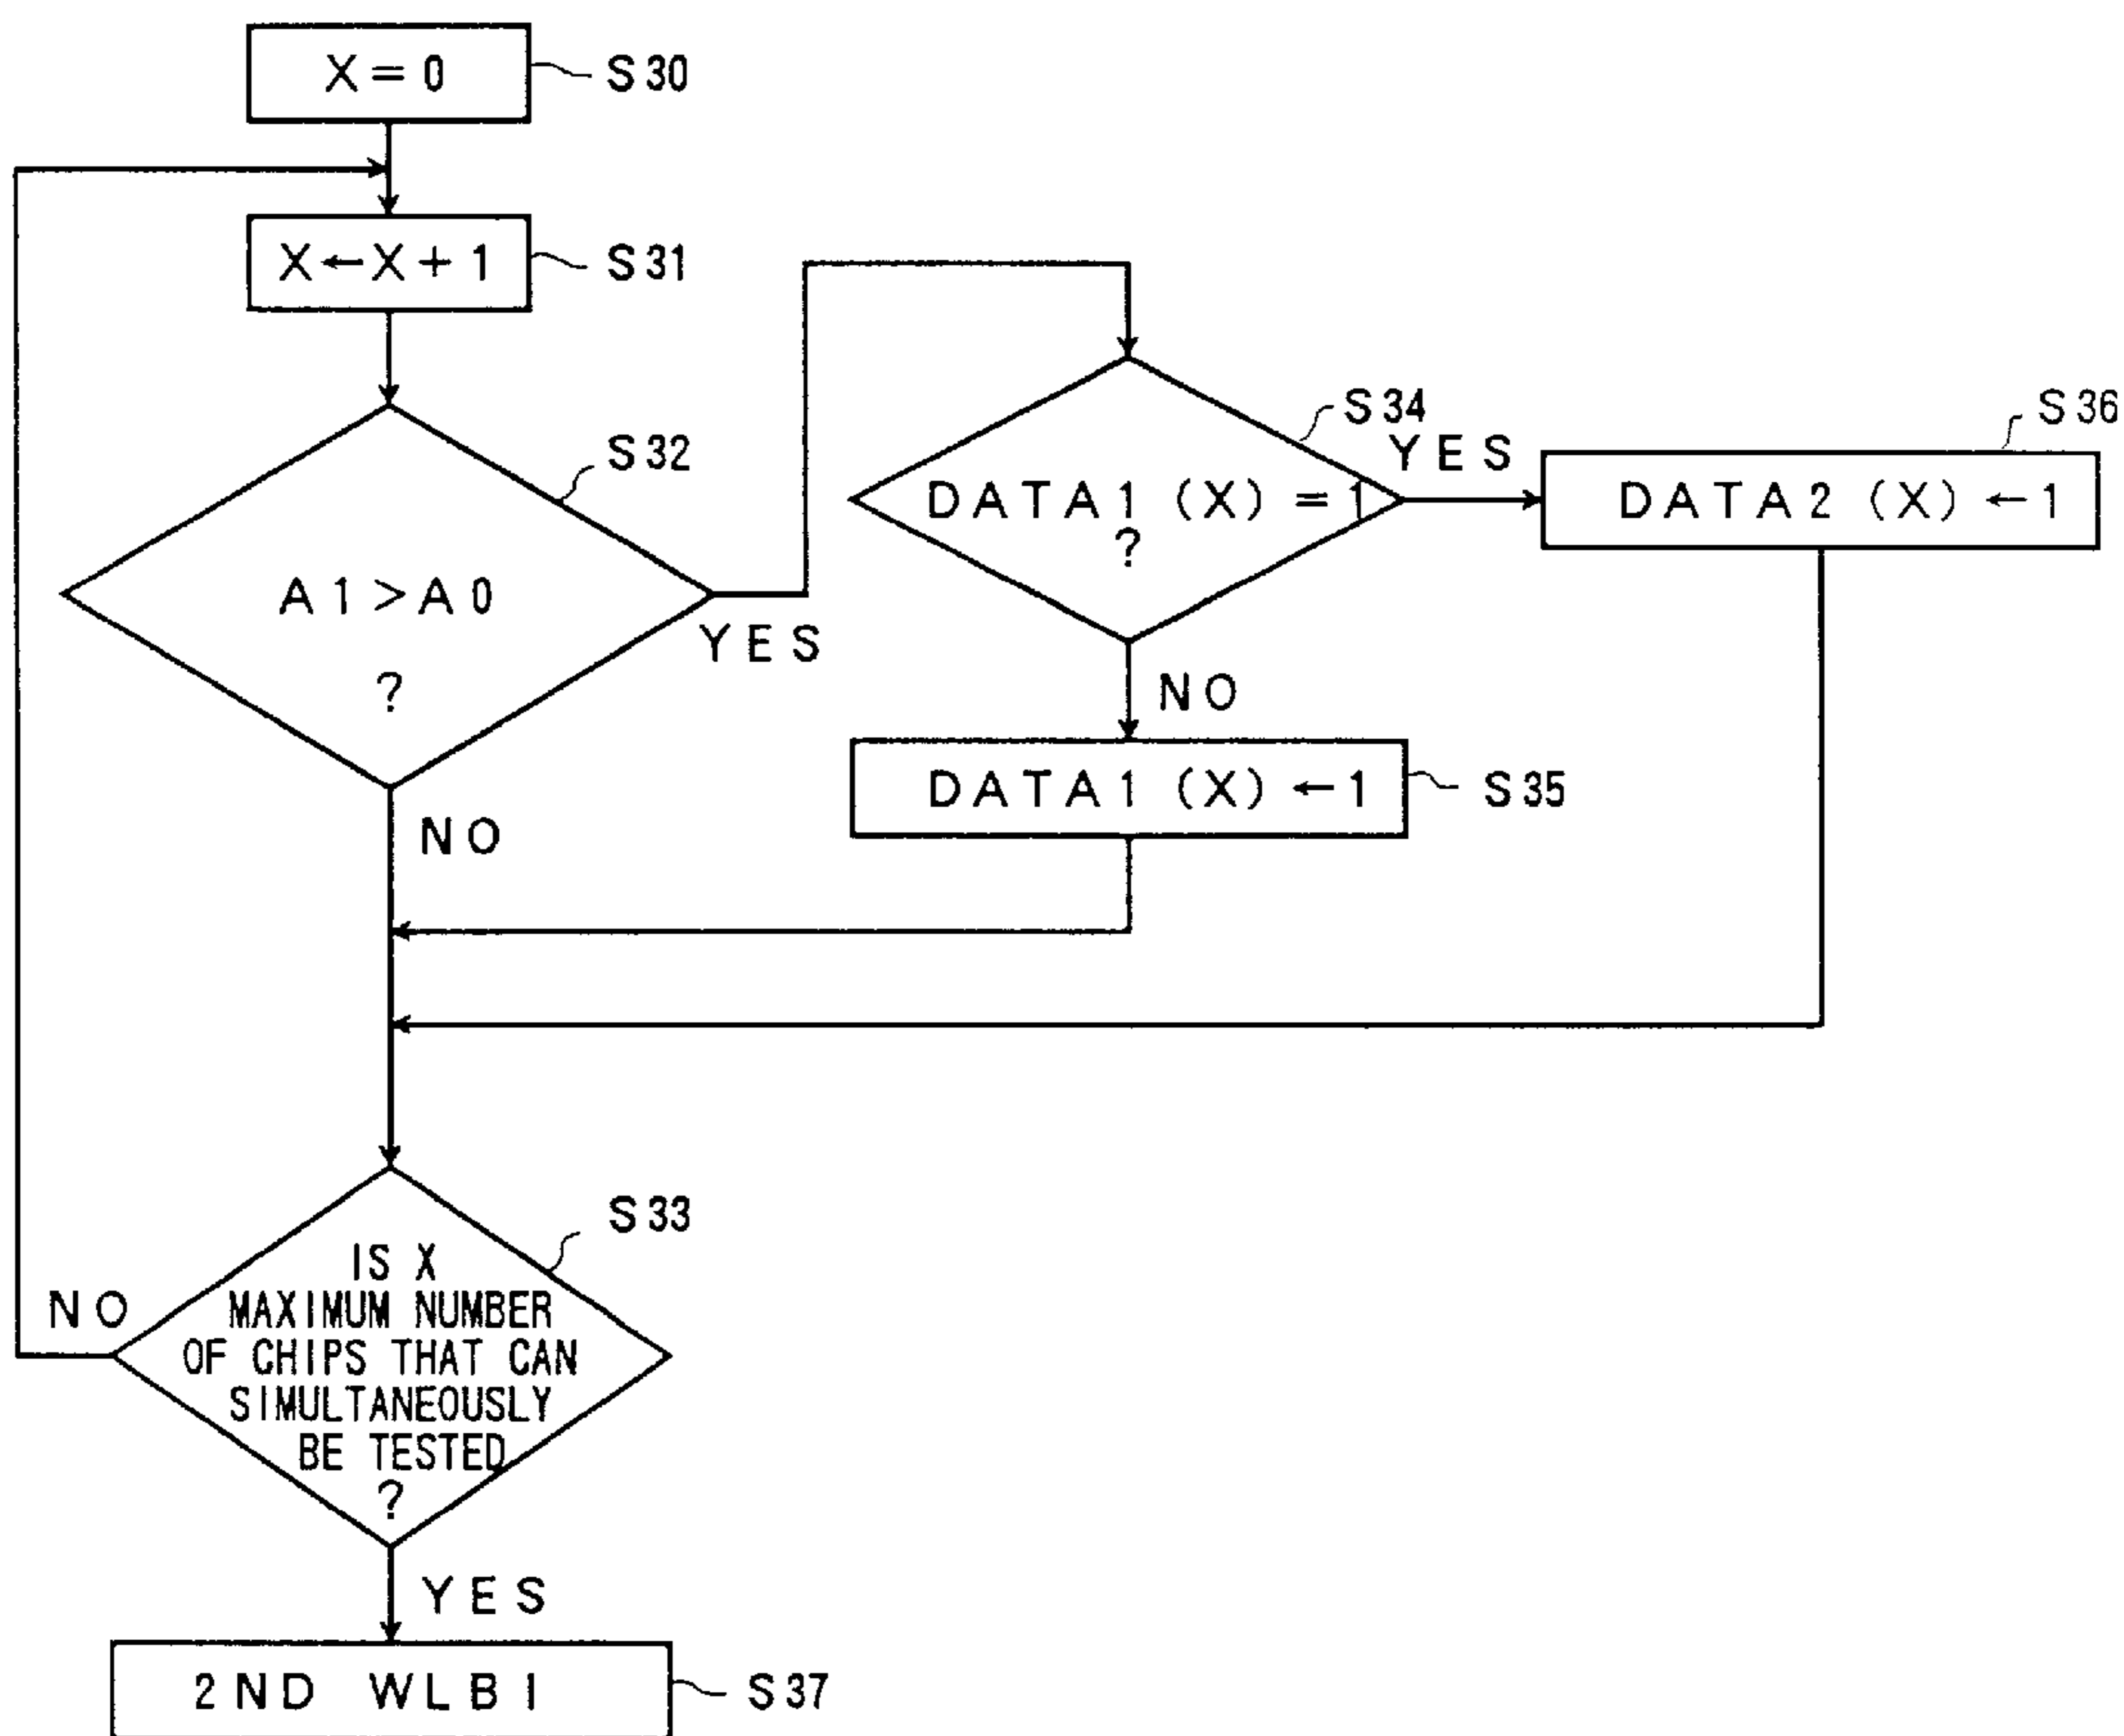 X=0
S30
X←X+1
S31
A1>A0
?
S32
YES
NO
DATA1 (X) =1
?
S34
YES
NO
DATA2 (X) ←1
S36
DATA1 (X) ←1
S35
IS X
MAXIMUM NUMBER
OF CHIPS THAT CAN
SIMULTANEOUSLY
BE TESTED
?
S33
NO
YES
2ND WLBI
S37